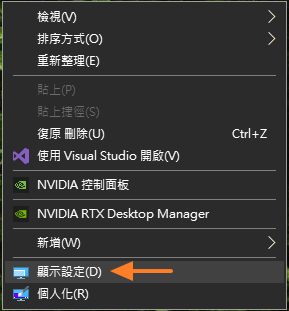 檢視(V)
排序方式(O)
重新整理(E)
貼上(P)
貼上捷徑(S)
復原 刪除(U) Ctrl+Z
使用 Visual Studio 開啟(V)
NVIDIA 控制面板
NVIDIA RTX Desktop Manager
新增(W)
顯示設定(D)
個人化(R)